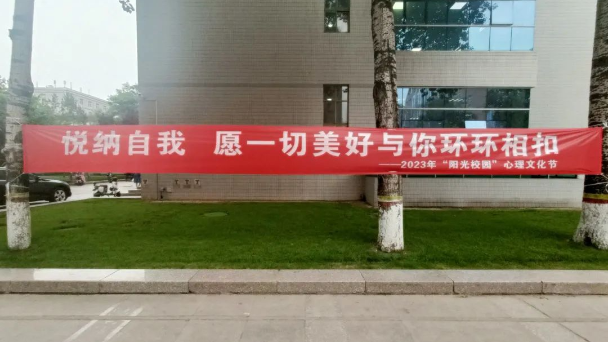 悦纳自我 愿一切美好与你环环相扣
——2023年“阳光校园”心理文化节